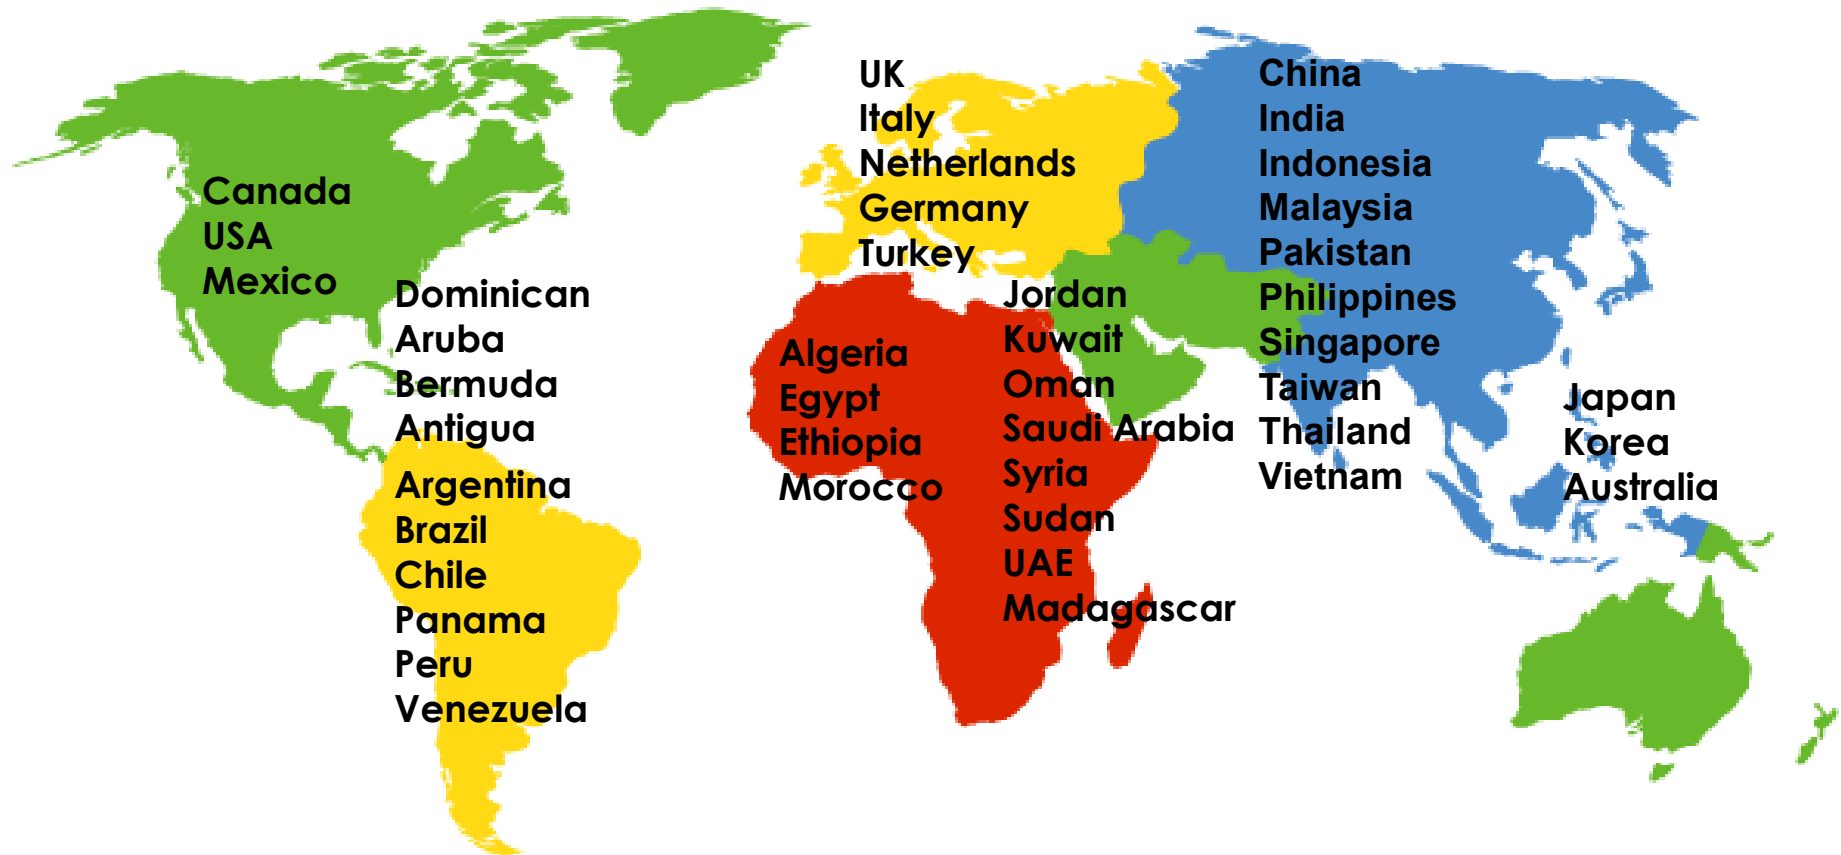 Canada
USA
Mexico
Dominican
Aruba
Bermuda
Antigua
Argentina
Brazil
Chile
Panama
Peru
Venezuela
UK
Italy
Netherlands
Germany
Turkey
Algeria
Egypt
Ethiopia
Morocco
Jordan
Kuwait
Oman
Saudi Arabia
Syria
Sudan
UAE
Madagascar
China
India
Indonesia
Malaysia
Pakistan
Philippines
Singapore
Taiwan
Thailand
Vietnam
Japan
Korea
Australia